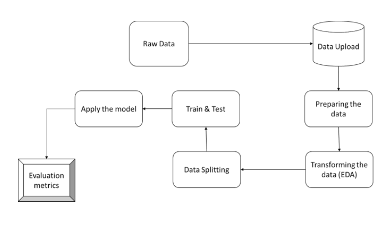 Raw Data
Data Upload
Preparing the
data
Transforming the
data (EDA)
Data Splitting
Train & Test
Apply the model
Evaluation
metrics